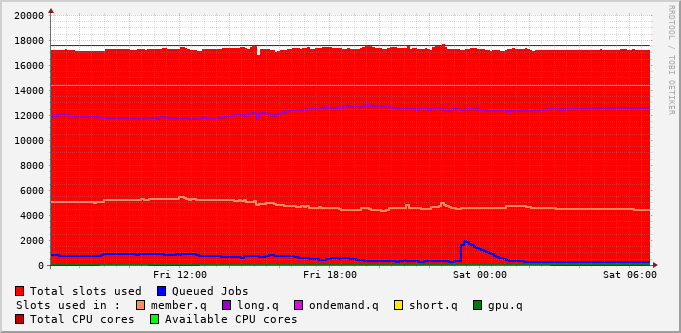 RRDTOOL / TOBI OETIKER
20000
18000
16000
14000
12000
10000
8000
6000
4000
2000
0
Fri 12:00 Fri 18:00 Sat 00:00 Sat 06:00
Total slots used Queued Jobs
Slots used in : member.q long.q ondemand.q short.q gpu.q
Total CPU cores Available CPU cores